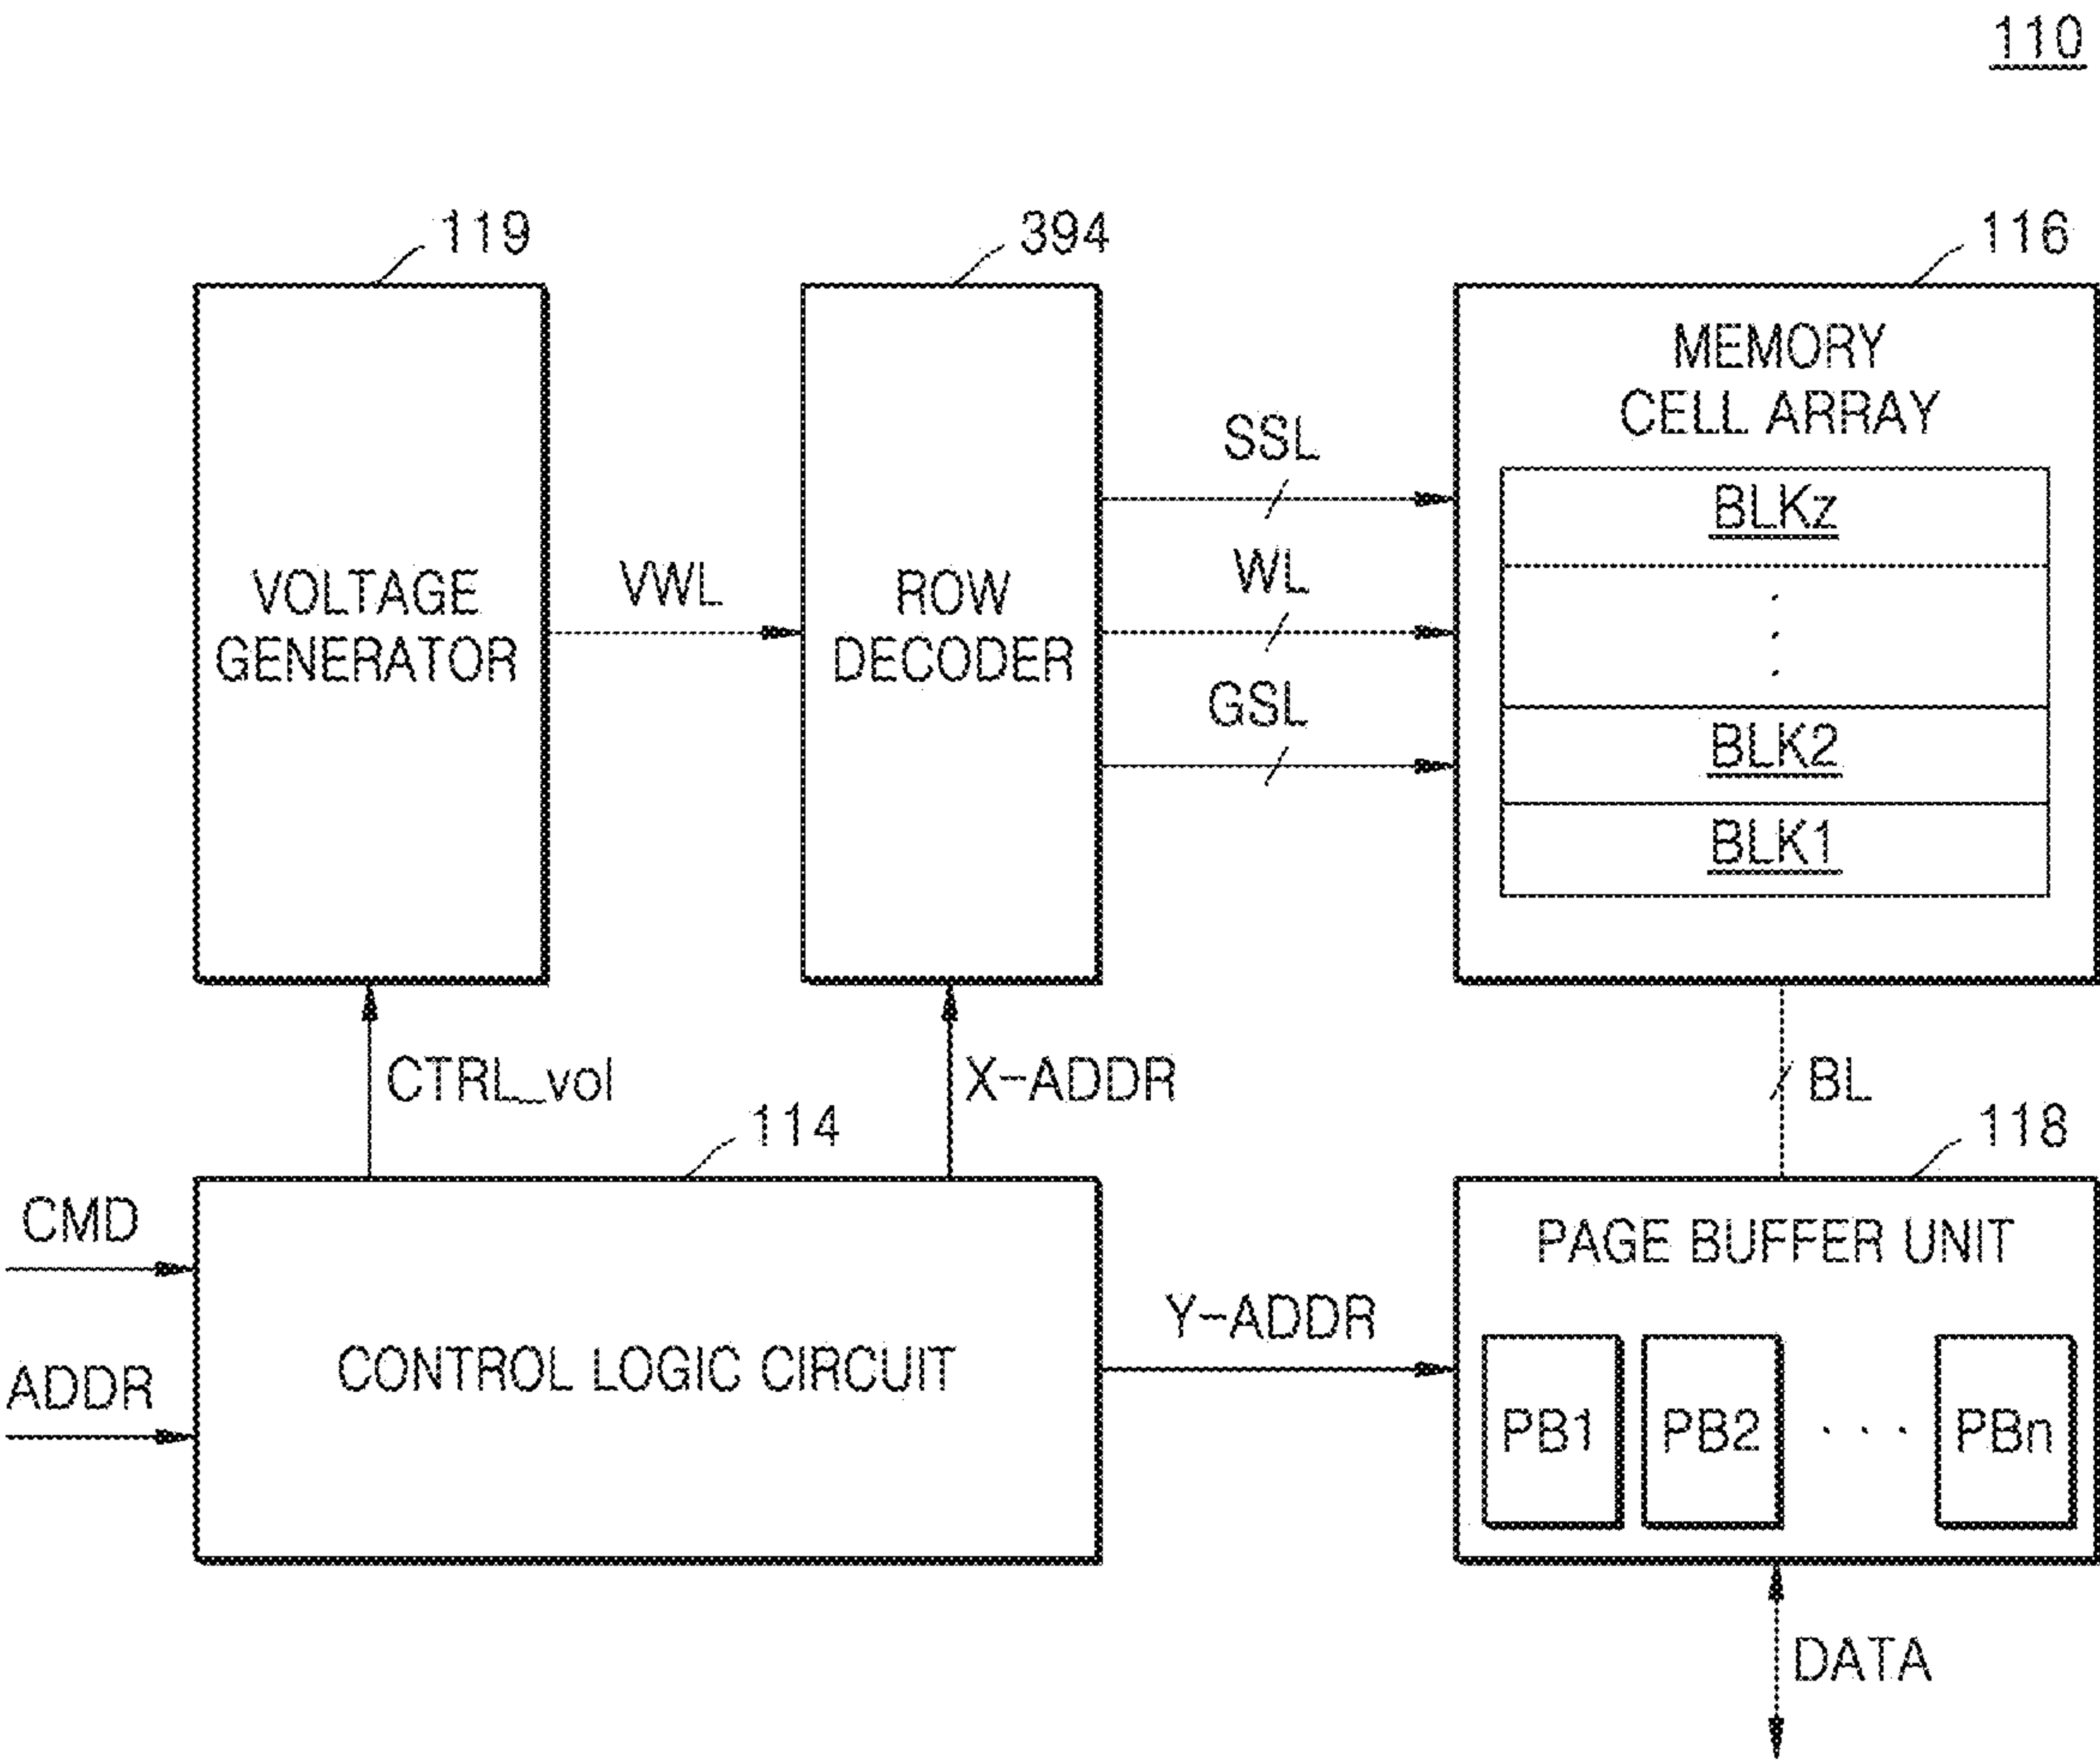 110
119
394
116
VOLTAGE
GENERATOR
VWL
ROW
DECODER
SSL
WL
GSL
MEMORY
CELL ARRAY
BLKz
.
.
.
BLK2
BLK1
CTRL_vol
X-ADDR
BL
114
118
CMD
ADDR
CONTROL LOGIC CIRCUIT
Y-ADDR
PAGE BUFFER UNIT
PB1 PB2 . . . PBn
DATA